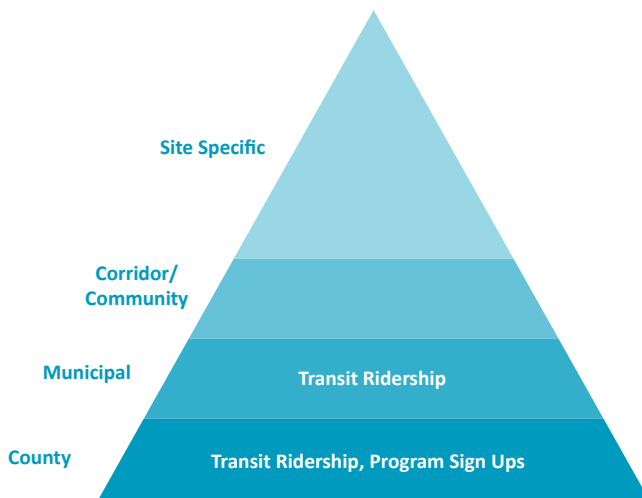 Site Specific
Corridor/
Community
Municipal
Transit Ridership
County
Transit Ridership, Program Sign Ups